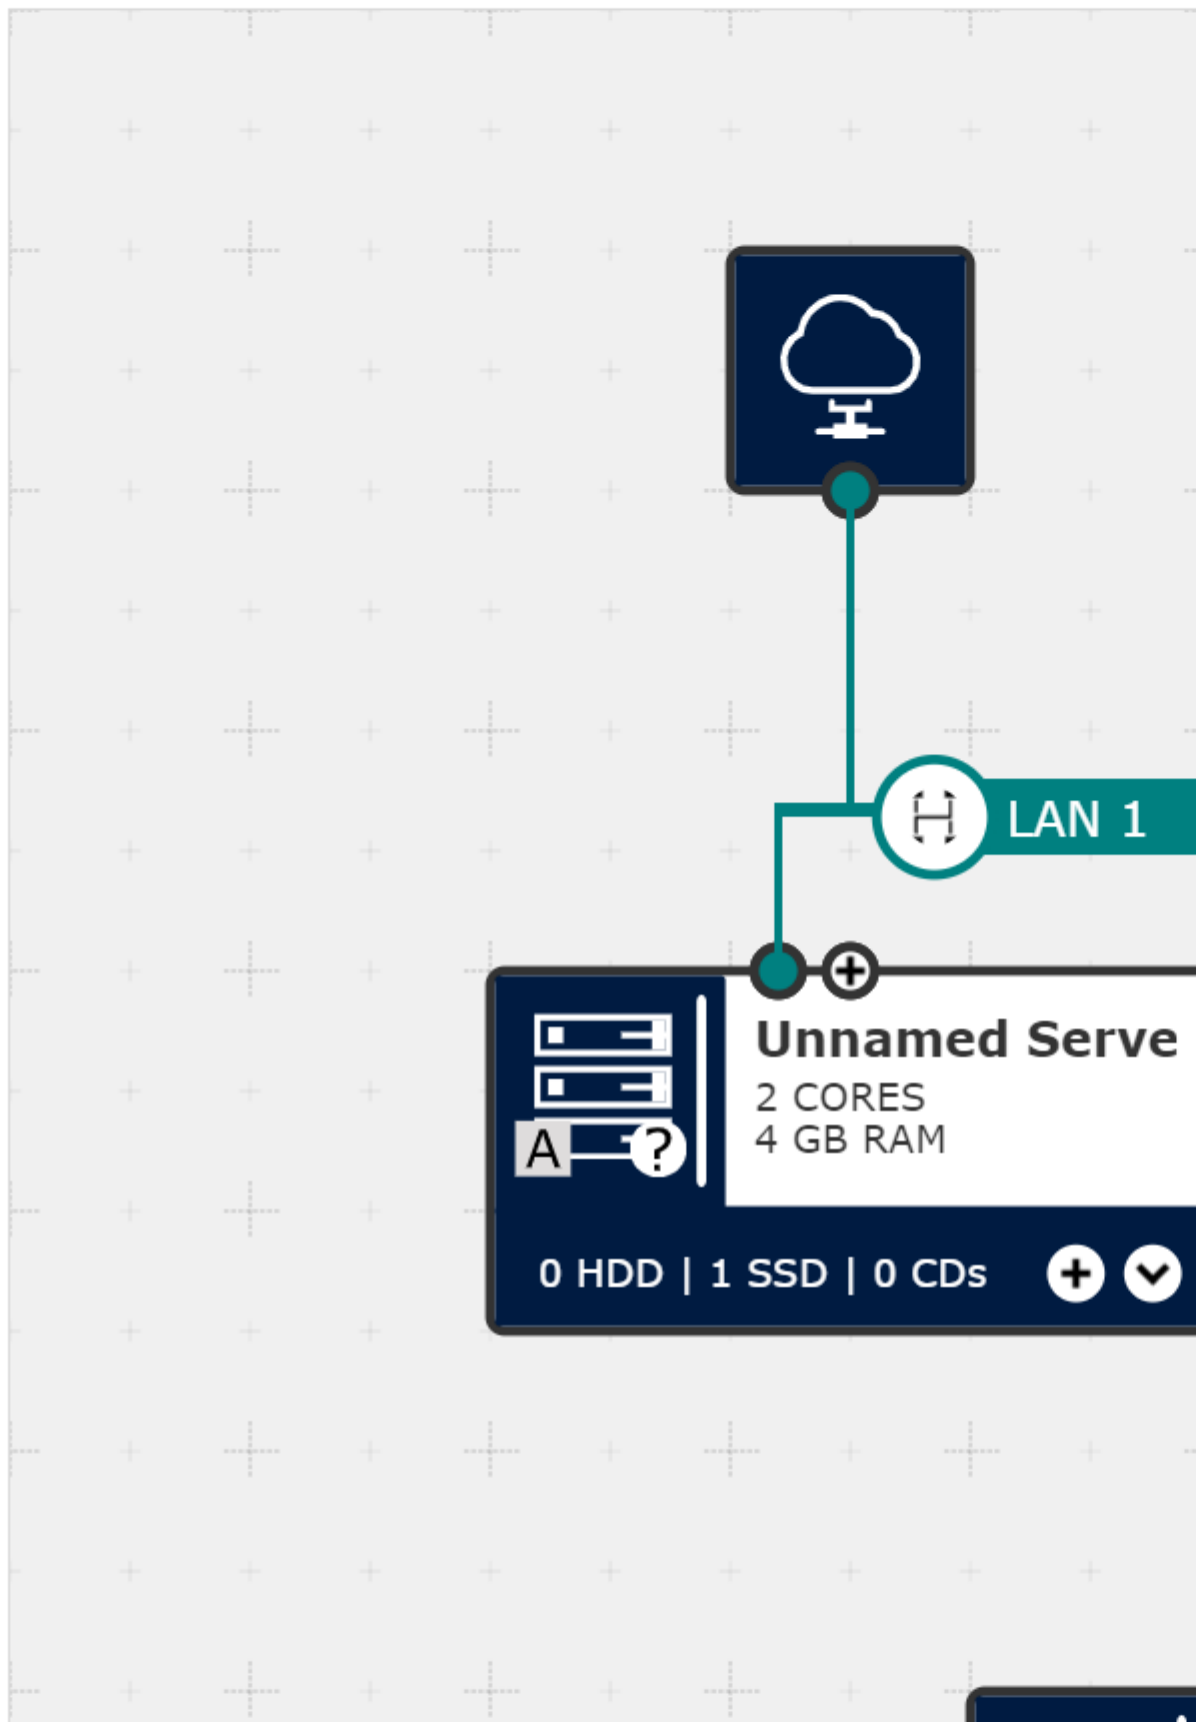 LAN 1
Unnamed Serve
2 CORES
4 GB RAM
A ?
0 HDD | 1 SSD | 0 CDs